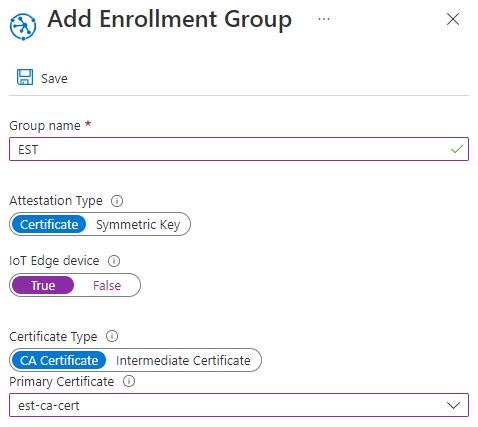 Add Enrollment Group ...
Save
Group name *
EST
Attestation Type
Certificate Symmetric Key
IoT Edge device
True False
Certificate Type
CA Certificate Intermediate Certificate
Primary Certificate
est-ca-cert